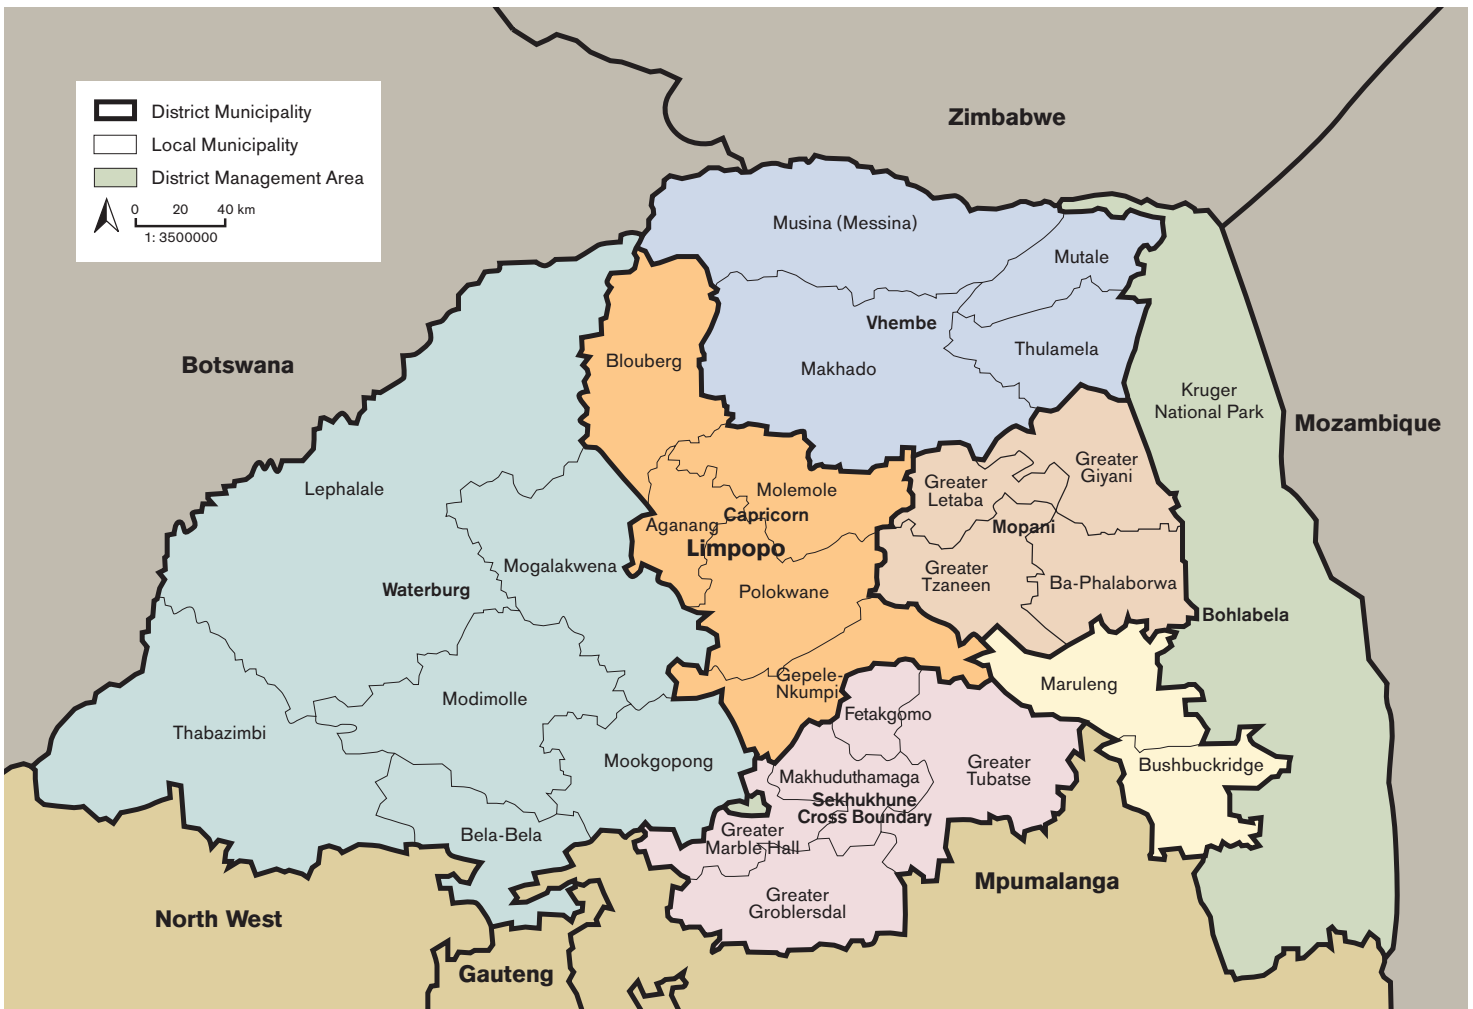 District Municipality
Local Municipality
District Management Area
0 20 40 km
1: 3500000
Zimbabwe
Botswana
Mozambique
Musina (Messina)
Mutale
Vhembe
Thulamela
Makhado
Blouberg
Kruger
National Park
Greater
Giyani
Greater
Letaba
Mopani
Greater
Tzaneen
Ba-Phalaborwa
Lephalale
Molemole
Capricorn
Aganang
Limpopo
Mogalakwena
Waterburg
Polokwane
Bohlabela
Gepele-
Nkumpi
Maruleng
Modimolle
Fetakgomo
Thabazimbi
Mookgopong
Makhuduthamaga
Greater
Tubatse
Bushbuckridge
Sekhukhune
Cross Boundary
Bela-Bela
Greater
Marble Hall
Greater
Groblersdal
Mpumalanga
North West
Gauteng